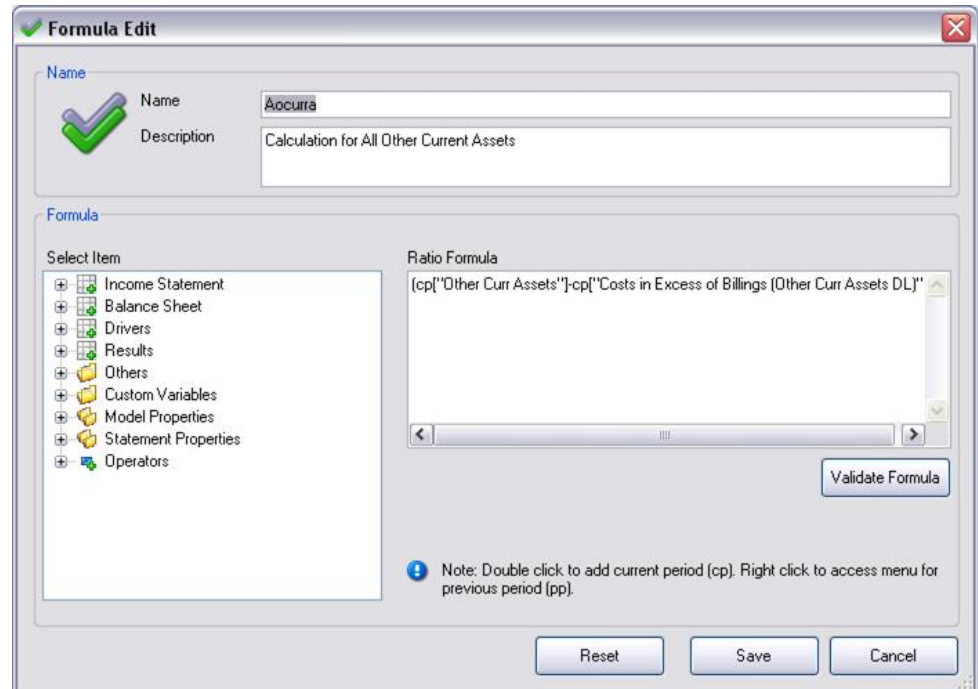 Formula Edit
Name
Name
Aocurra
Description
Calculation for All Other Current Assets
Formula
Select Item
Income Statement
Balance Sheet
Drivers
Results
Others
Custom Variables
Model Properties
Statement Properties
Operators
Ratio Formula
(cp["Other Curr Assets"]-cp["Costs in Excess of Billings (Other Curr Assets DL)"
Validate Formula
Note: Double click to add current period (cp). Right click to access menu for
previous period (pp).
Reset
Save
Cancel